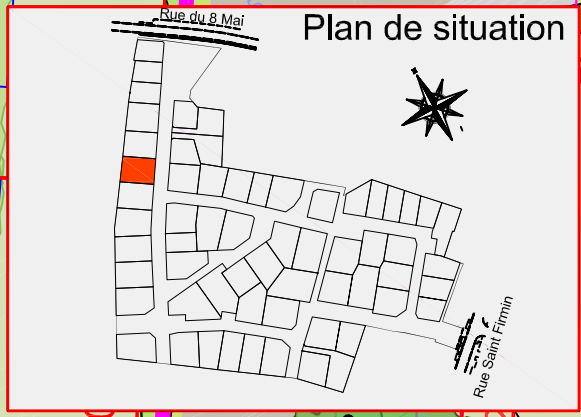 Plan de situation
Rue du 8 Mai
Rue Saint Firmin